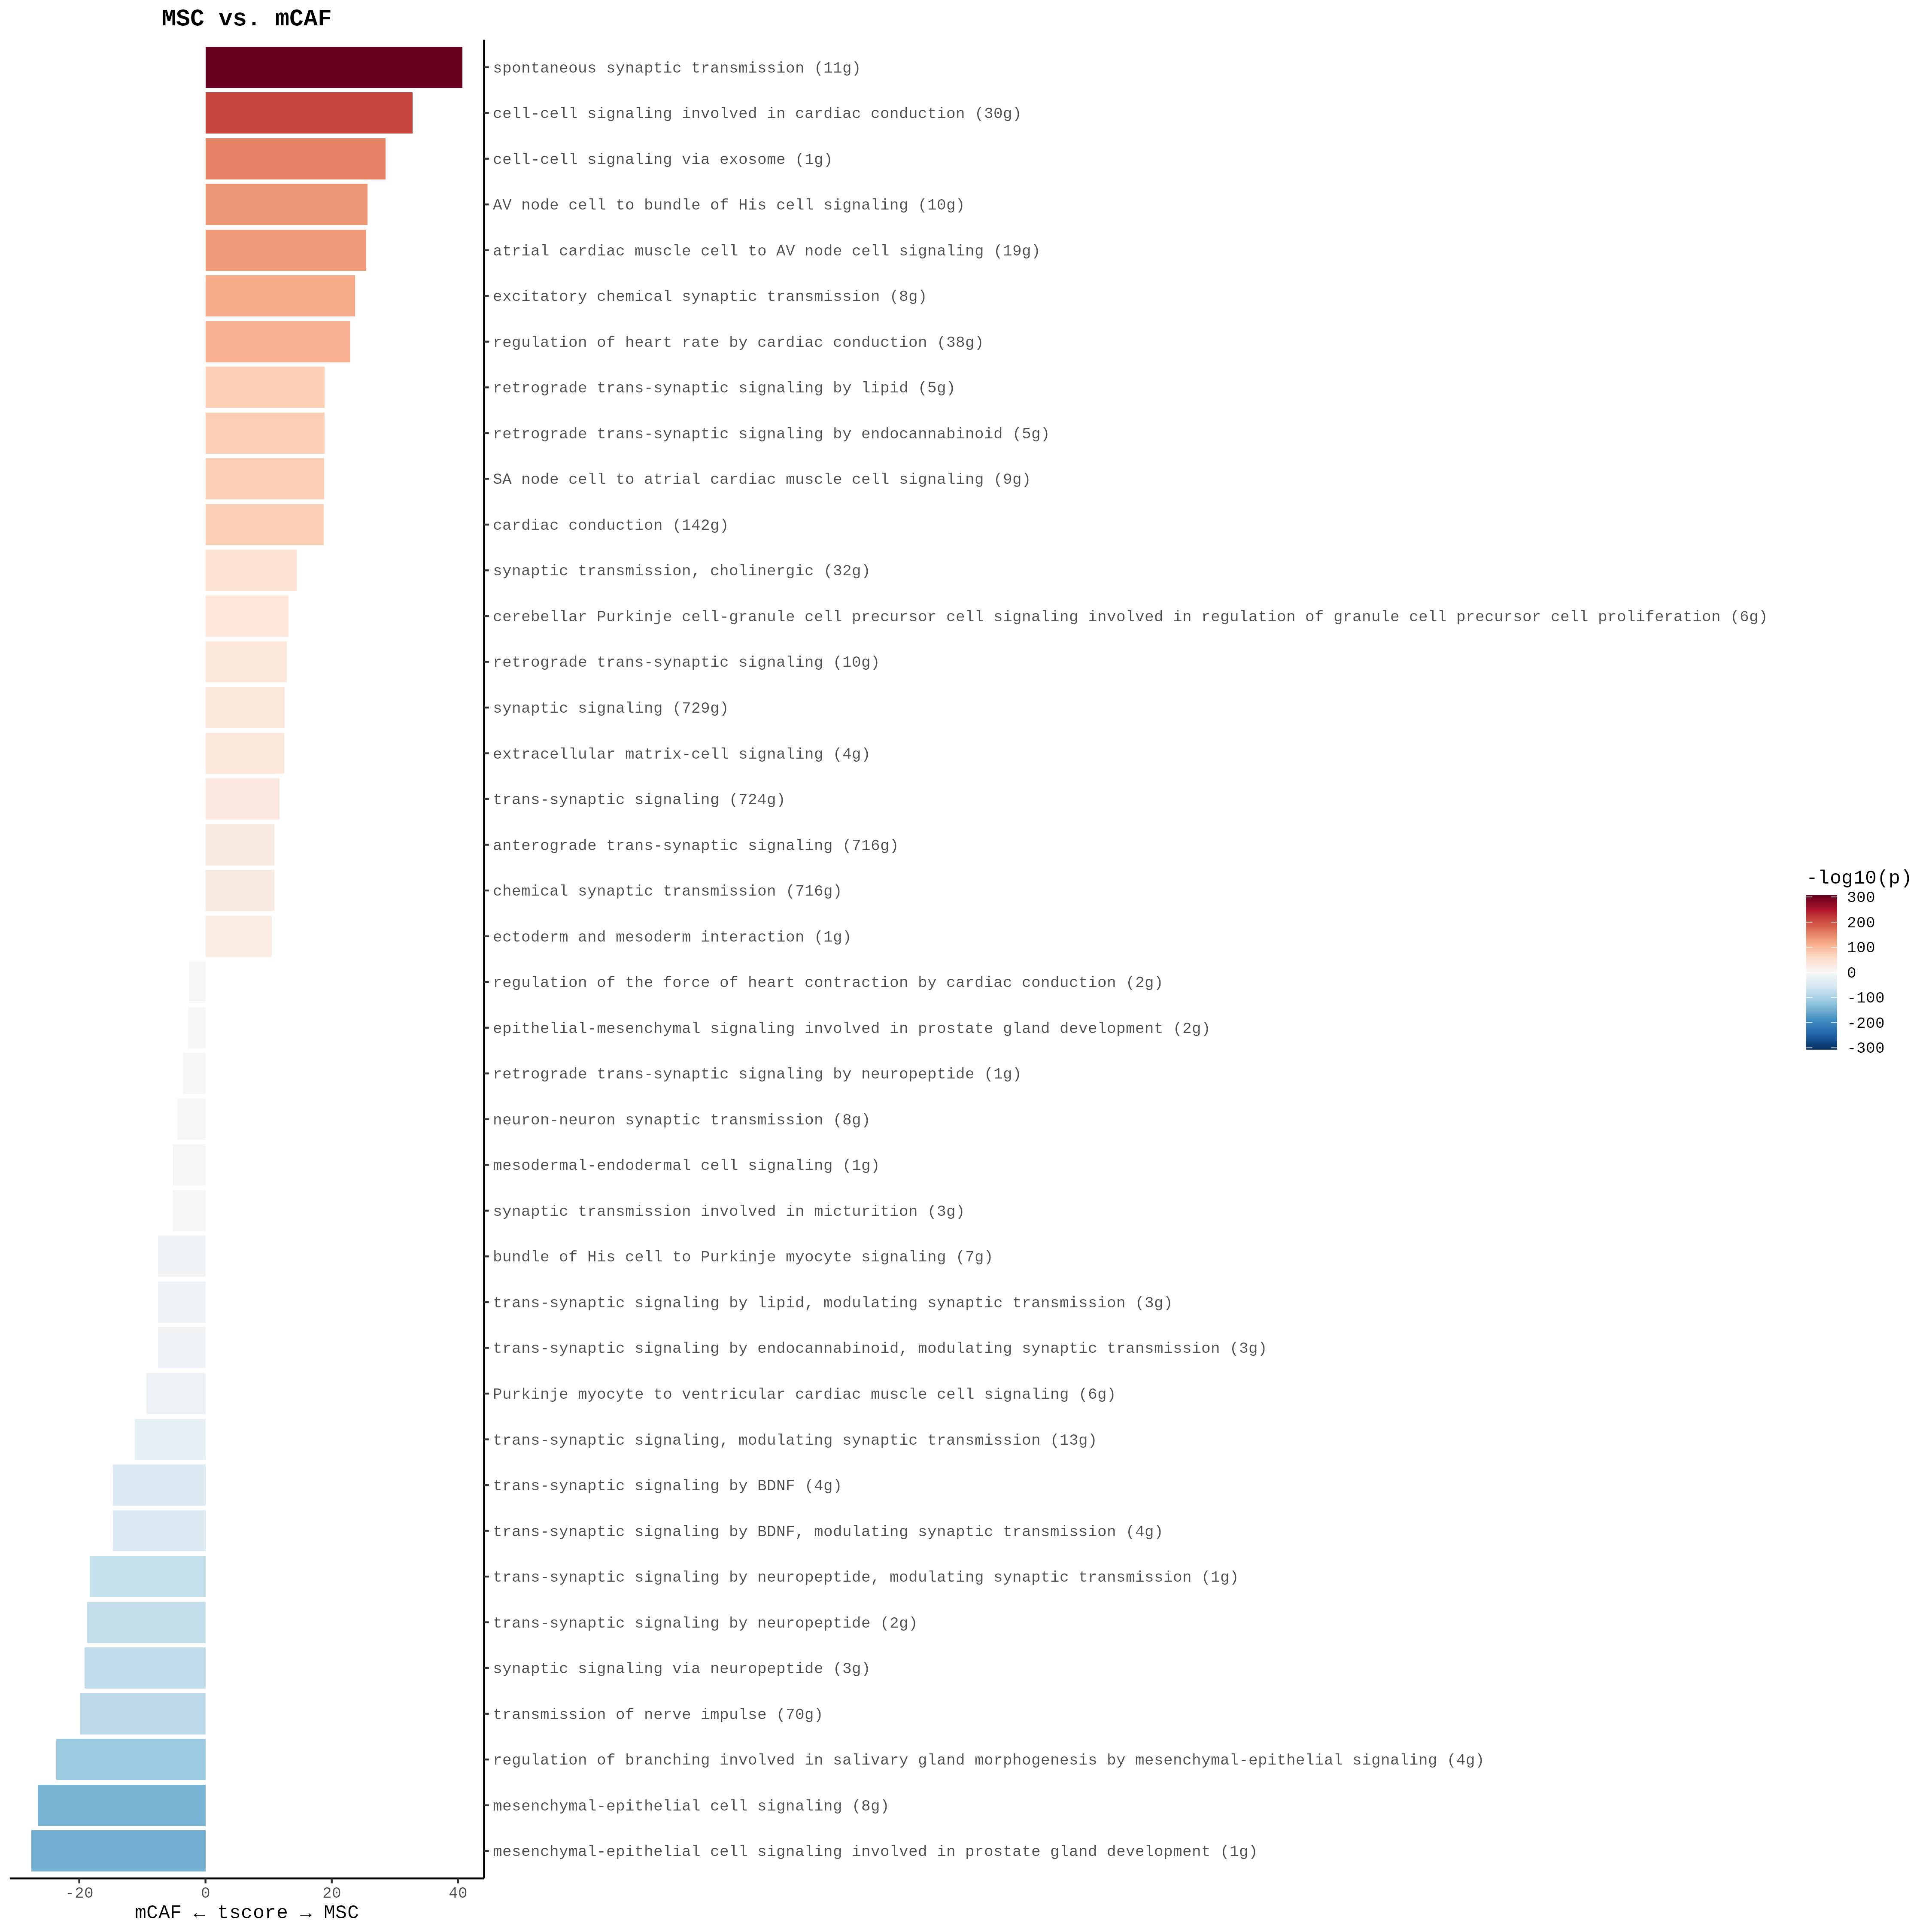 MSC vs. mCAF
spontaneous synaptic transmission (11g)
cell-cell signaling involved in cardiac conduction (30g)
cell-cell signaling via exosome (1g)
AV node cell to bundle of His cell signaling (10g)
atrial cardiac muscle cell to AV node cell signaling (19g)
excitatory chemical synaptic transmission (8g)
regulation of heart rate by cardiac conduction (38g)
retrograde trans-synaptic signaling by lipid (5g)
retrograde trans-synaptic signaling by endocannabinoid (5g)
SA node cell to atrial cardiac muscle cell signaling (9g)
cardiac conduction (142g)
synaptic transmission, cholinergic (32g)
cerebellar Purkinje cell-granule cell precursor cell signaling involved in regulation of granule cell precursor cell proliferation (6g)
retrograde trans-synaptic signaling (10g)
synaptic signaling (729g)
extracellular matrix-cell signaling (4g)
trans-synaptic signaling (724g)
anterograde trans-synaptic signaling (716g)
chemical synaptic transmission (716g)
ectoderm and mesoderm interaction (1g)
regulation of the force of heart contraction by cardiac conduction (2g)
epithelial-mesenchymal signaling involved in prostate gland development (2g)
retrograde trans-synaptic signaling by neuropeptide (1g)
neuron-neuron synaptic transmission (8g)
mesodermal-endodermal cell signaling (1g)
synaptic transmission involved in micturition (3g)
bundle of His cell to Purkinje myocyte signaling (7g)
trans-synaptic signaling by lipid, modulating synaptic transmission (3g)
trans-synaptic signaling by endocannabinoid, modulating synaptic transmission (3g)
Purkinje myocyte to ventricular cardiac muscle cell signaling (6g)
trans-synaptic signaling, modulating synaptic transmission (13g)
trans-synaptic signaling by BDNF (4g)
trans-synaptic signaling by BDNF, modulating synaptic transmission (4g)
trans-synaptic signaling by neuropeptide, modulating synaptic transmission (1g)
trans-synaptic signaling by neuropeptide (2g)
synaptic signaling via neuropeptide (3g)
transmission of nerve impulse (70g)
regulation of branching involved in salivary gland morphogenesis by mesenchymal-epithelial signaling (4g)
mesenchymal-epithelial cell signaling (8g)
mesenchymal-epithelial cell signaling involved in prostate gland development (1g)
-20 0 20 40
mCAF ← tscore → MSC
-log10(p)
300
200
100
0
-100
-200
-300